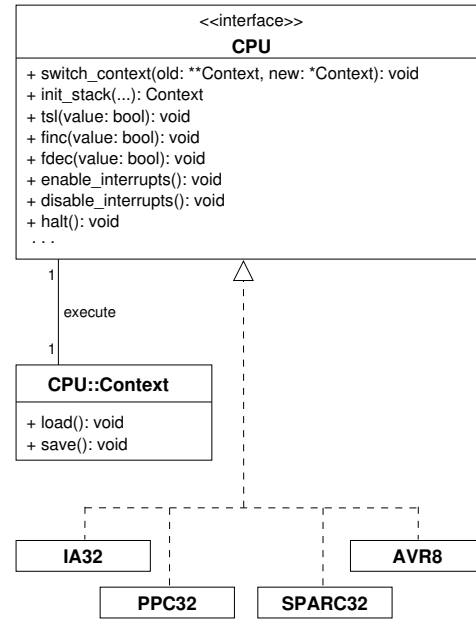 <<interface>>
CPU
+ switch_context(old: **Context, new: *Context): void
+ init_stack(...): Context
+ tsl(value: bool): void
+ finc(value: bool): void
+ fdec(value: bool): void
+ enable_interrupts(): void
+ disable_interrupts(): void
+ halt(): void
. . .
1
execute
1
CPU::Context
+ load(): void
+ save(): void
IA32
AVR8
PPC32
SPARC32